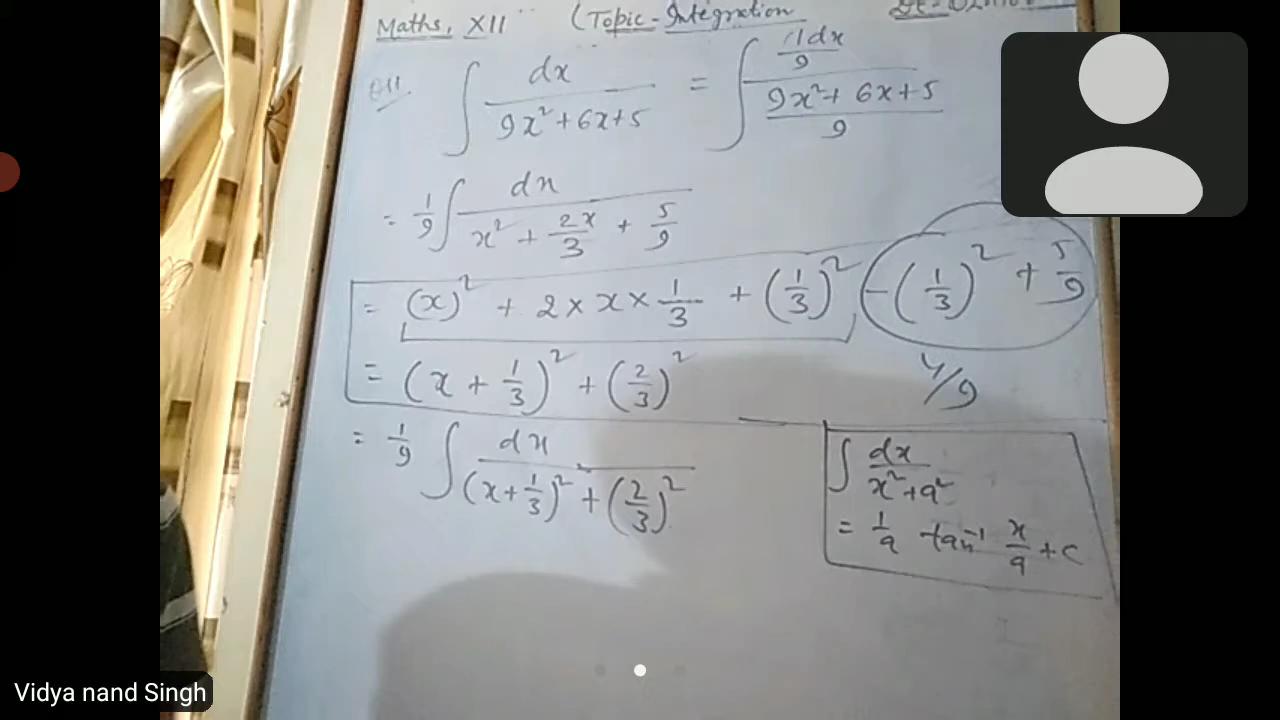 Maths, XII (Topic - Integration
Q11. ∫ dx / (9x² + 6x + 5) = ∫ (1dx / 9) / ((9x² + 6x + 5) / 9)
= 1/9 ∫ dx / (x² + 2x/3 + 5/9)
= (x)² + 2 × x × 1/3 + (1/3)² - (1/3)² + 5/9
= (x + 1/3)² + (2/3)² 4/9
= 1/9 ∫ dx / ((x + 1/3)² + (2/3)²)
∫ dx / (x² + a²)
= 1/a tan⁻¹ x/a + c
Vidya nand Singh